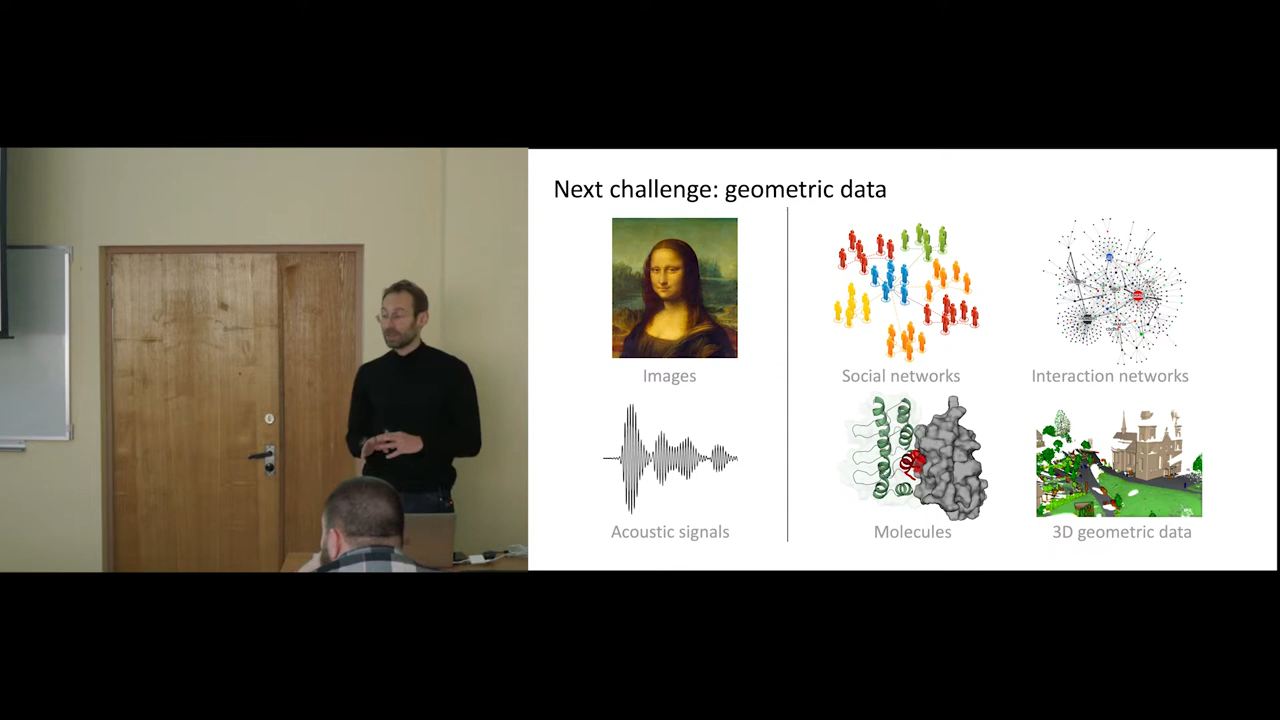 Next challenge: geometric data
Images
Social networks
Interaction networks
Acoustic signals
Molecules
3D geometric data